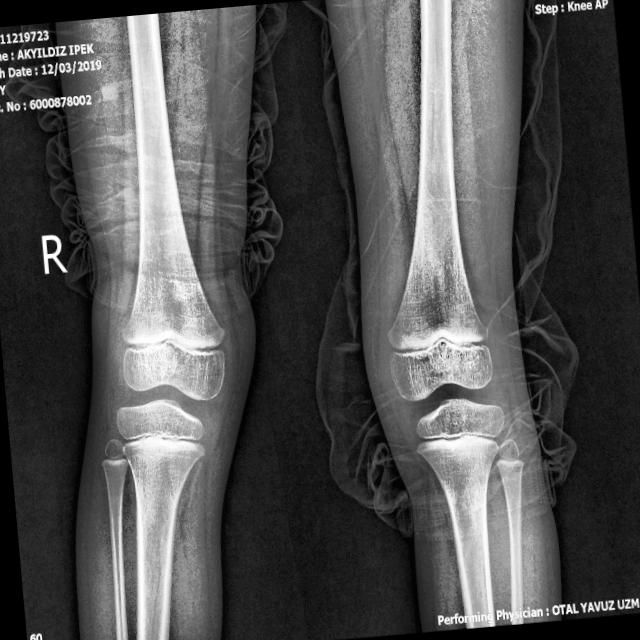 11219723
e : AKYILDIZ IPEK
h Date : 12/03/2019
Y
. No : 6000878002
Step : Knee AP
R
Performing Physician : OTAL YAVUZ UZM
60